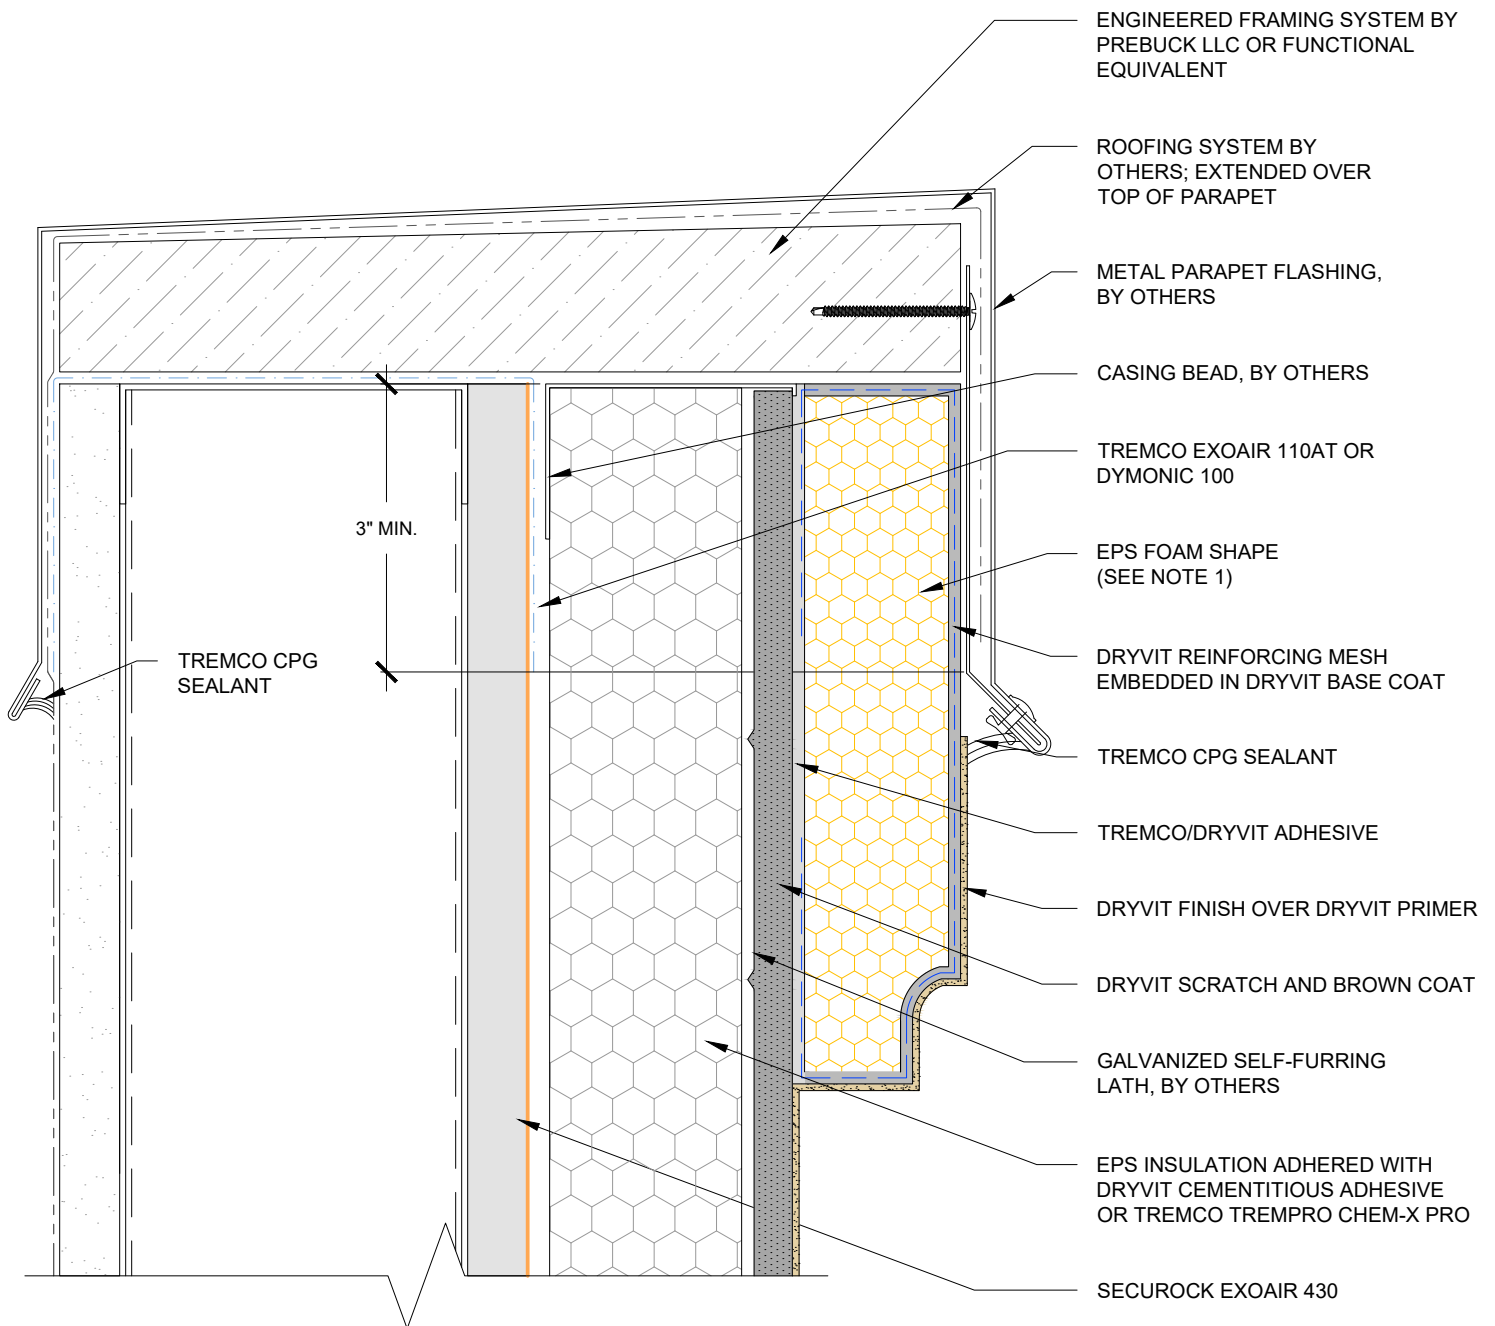 ENGINEERED FRAMING SYSTEM BY
PREBUCK LLC OR FUNCTIONAL
EQUIVALENT
ROOFING SYSTEM BY
OTHERS; EXTENDED OVER
TOP OF PARAPET
METAL PARAPET FLASHING,
BY OTHERS
CASING BEAD, BY OTHERS
TREMCO EXOAIR 110AT OR
DYMONIC 100
3" MIN.
EPS FOAM SHAPE
(SEE NOTE 1)
TREMCO CPG
SEALANT
DRYVIT REINFORCING MESH
EMBEDDED IN DRYVIT BASE COAT
TREMCO CPG SEALANT
TREMCO/DRYVIT ADHESIVE
DRYVIT FINISH OVER DRYVIT PRIMER
DRYVIT SCRATCH AND BROWN COAT
GALVANIZED SELF-FURRING
LATH, BY OTHERS
EPS INSULATION ADHERED WITH
DRYVIT CEMENTITIOUS ADHESIVE
OR TREMCO TREMPRO CHEM-X PRO
SECUROCK EXOAIR 430